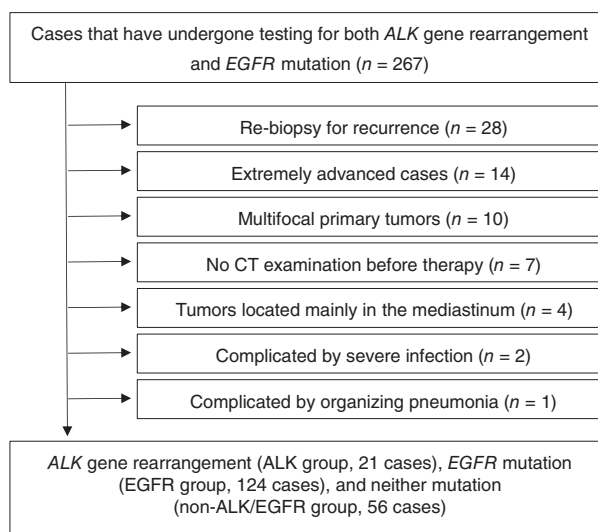 Cases that have undergone testing for both ALK gene rearrangement
and EGFR mutation (n = 267)
Re-biopsy for recurrence (n = 28)
Extremely advanced cases (n = 14)
Multifocal primary tumors (n = 10)
No CT examination before therapy (n = 7)
Tumors located mainly in the mediastinum (n = 4)
Complicated by severe infection (n = 2)
Complicated by organizing pneumonia (n = 1)
ALK gene rearrangement (ALK group, 21 cases), EGFR mutation
(EGFR group, 124 cases), and neither mutation
(non-ALK/EGFR group, 56 cases)